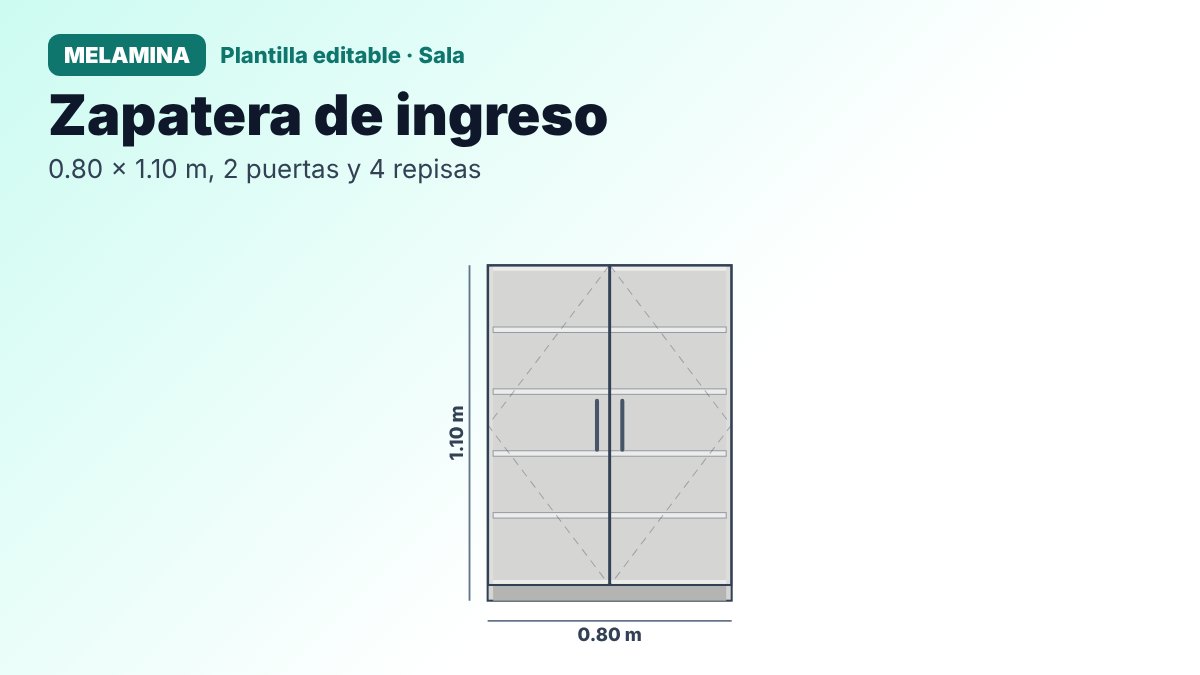 MELAMINA Plantilla editable · Sala
Zapatera de ingreso
0.80 × 1.10 m, 2 puertas y 4 repisas
1.10 m
0.80 m